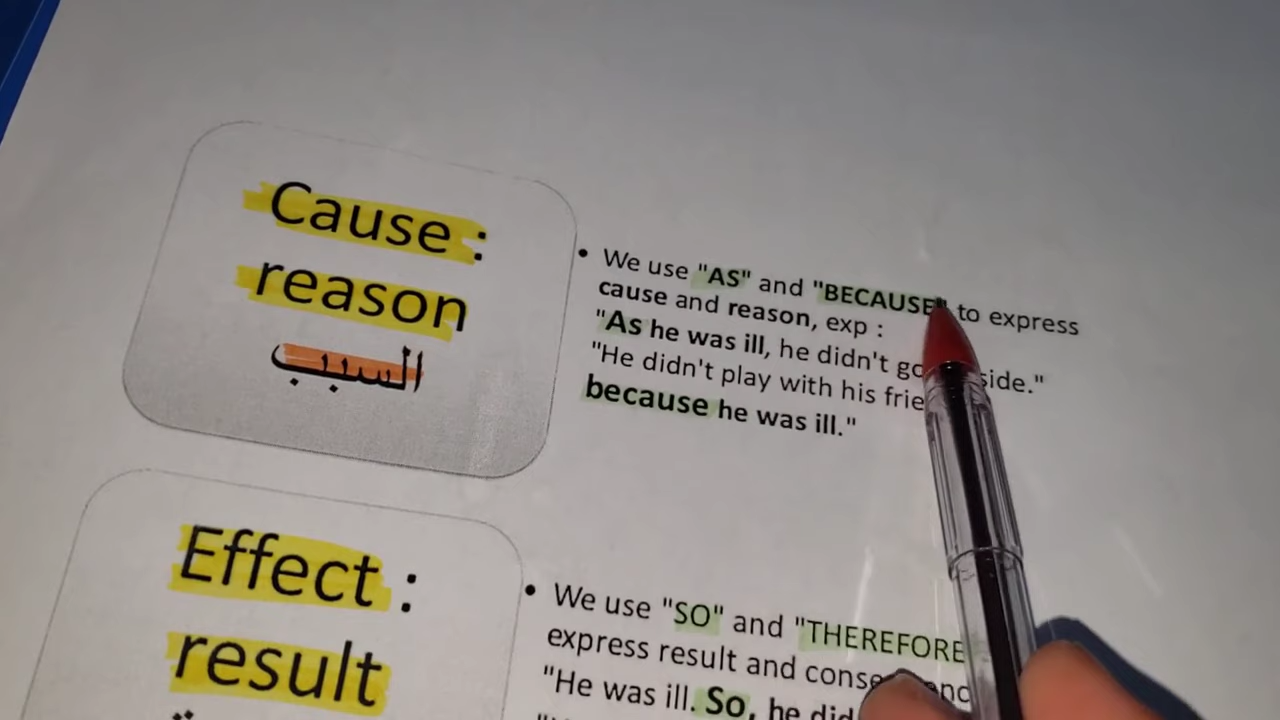 Cause :
reason
السبب
• We use "AS" and "BECAUSE" to express
cause and reason, exp :
"As he was ill, he didn't go side."
"He didn't play with his
because he was ill."
Effect :
result
• We use "SO" and "THEREFORE
express result and
"He was ill. So, he